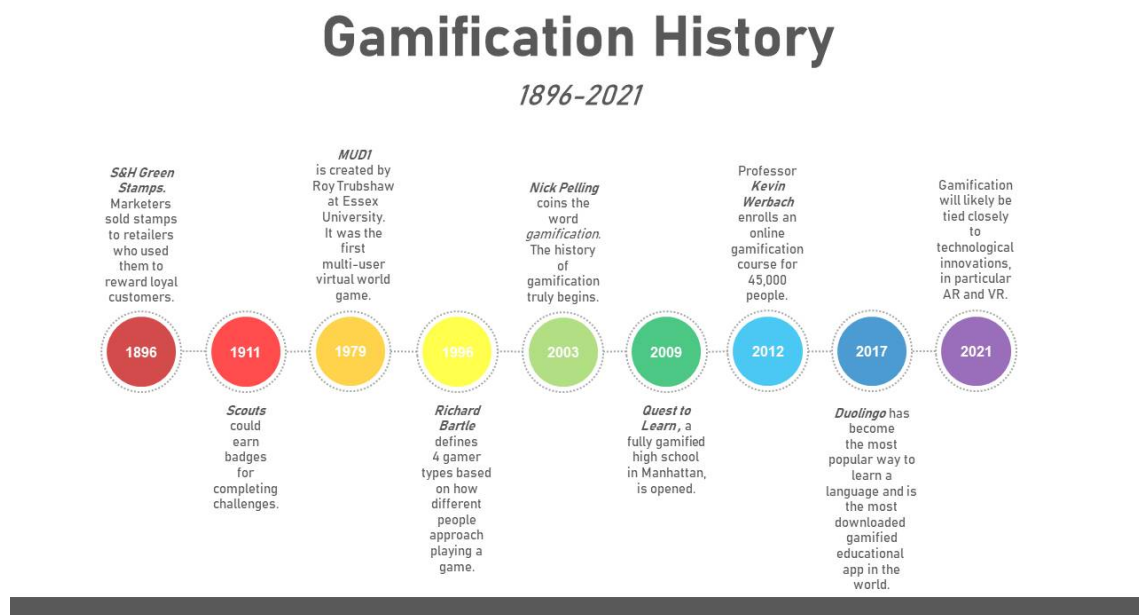 Gamification History
1896-2021
S&H Green
Stamps.
Marketers
sold stamps
to retailers
who used
them to
reward loyal
customers.
1896
1911
Scouts
could
earn
badges
for
completing
challenges.
MUD1
is created by
Roy Trubshaw
at Essex
University.
It was the
first
multi-user
virtual world
game.
1979
1996
Richard
Bartle
defines
4 gamer
types based
on how
different
people
approach
playing a
game.
Nick Pelling
coins the
word
gamification.
The history
of
gamification
truly begins.
2003
2009
Quest to
Learn, a
fully gamified
high school
in Manhattan,
is opened.
Professor
Kevin
Werbach
enrolls an
online
gamification
course for
45,000
people.
2012
2017
Duolingo has
become
the most
popular way to
learn a
language and is
the most
downloaded
gamified
educational
app in the
world.
Gamification
will likely be
tied closely
to
technological
innovations,
in particular
AR and VR.
2021